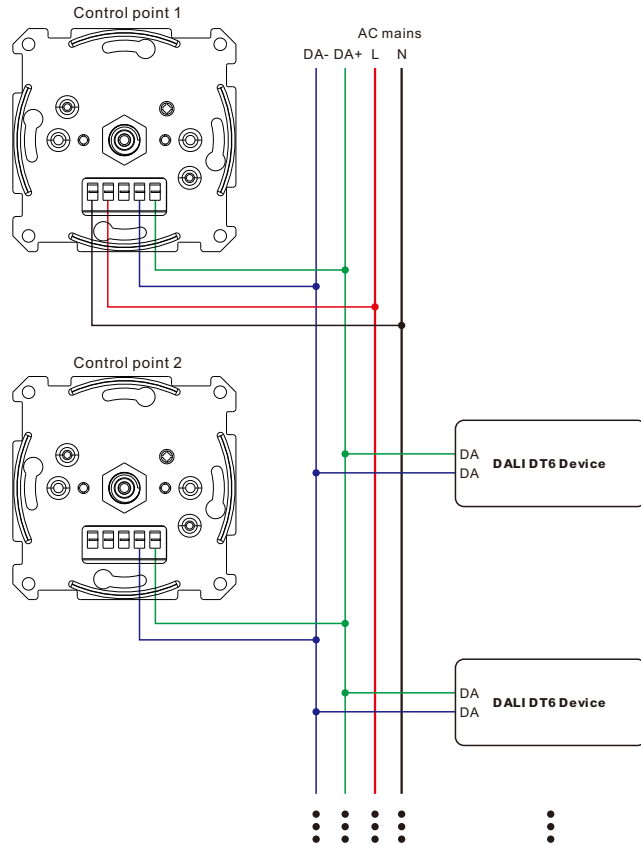 Control point 1
AC mains
DA- DA+ L N
Control point 2
DA
DALI DT6 Device
DA
DA
DALI DT6 Device
DA